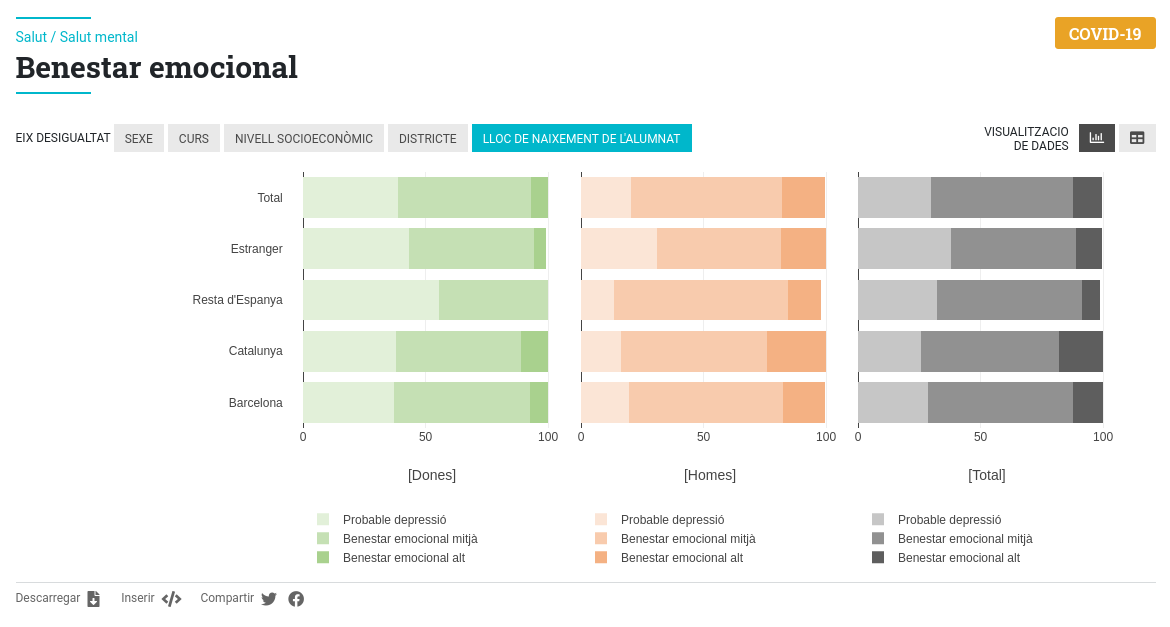 Salut / Salut mental
COVID-19
Benestar emocional
EIX DESIGUALTAT SEXE CURS NIVELL SOCIOECONÒMIC DISTRICTE LLOC DE NAIXEMENT DE L'ALUMNAT
VISUALITZACIO
DE DADES
Total
Estranger
Resta d'Espanya
Catalunya
Barcelona
0 50 100 0 50 100 0 50 100
[Dones] [Homes] [Total]
Probable depressió Probable depressió Probable depressió
Benestar emocional mitjà Benestar emocional mitjà Benestar emocional mitjà
Benestar emocional alt Benestar emocional alt Benestar emocional alt
Descarregar Inserir Compartir